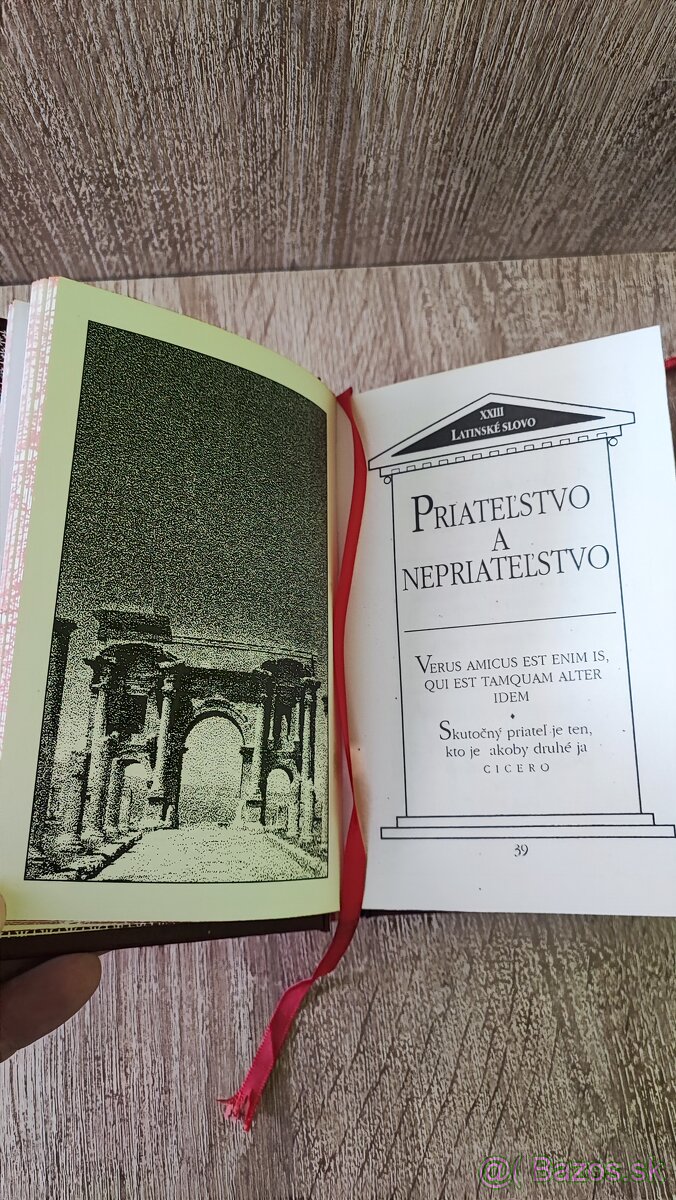 XXIII
LATINSKÉ SLOVO
PRIATEĽSTVO
A
NEPRIATEĽSTVO
VERUS AMICUS EST ENIM IS,
QUI EST TAMQUAM ALTER
IDEM
Skutočný priateľ je ten,
kto je akoby druhé ja
CICERO
39
@( Bazos.sk